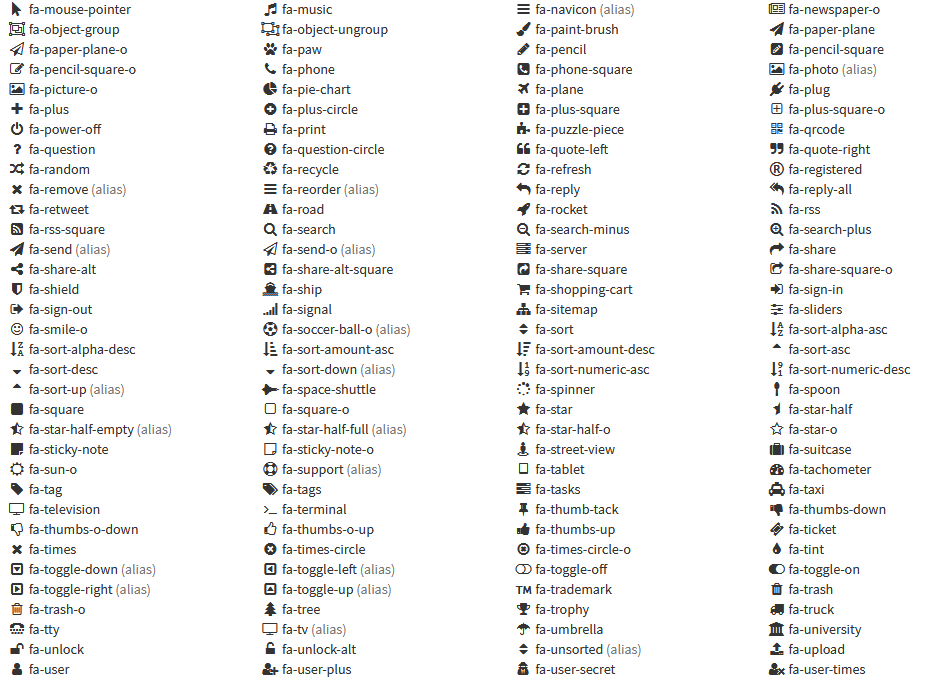 fa-mouse-pointer fa-music fa-navicon (alias) fa-newspaper-o
fa-object-group fa-object-ungroup fa-paint-brush fa-paper-plane
fa-paper-plane-o fa-paw fa-pencil fa-pencil-square
fa-pencil-square-o fa-phone fa-phone-square fa-photo (alias)
fa-picture-o fa-pie-chart fa-plane fa-plug
fa-plus fa-plus-circle fa-plus-square fa-plus-square-o
fa-power-off fa-print fa-puzzle-piece fa-qrcode
fa-question fa-question-circle fa-quote-left fa-quote-right
fa-random fa-recycle fa-refresh fa-registered
fa-remove (alias) fa-reorder (alias) fa-reply fa-reply-all
fa-retweet fa-road fa-rocket fa-rss
fa-rss-square fa-search fa-search-minus fa-search-plus
fa-send (alias) fa-send-o (alias) fa-server fa-share
fa-share-alt fa-share-alt-square fa-share-square fa-share-square-o
fa-shield fa-ship fa-shopping-cart fa-sign-in
fa-sign-out fa-signal fa-sitemap fa-sliders
fa-smile-o fa-soccer-ball-o (alias) fa-sort fa-sort-alpha-asc
fa-sort-alpha-desc fa-sort-amount-asc fa-sort-amount-desc fa-sort-asc
fa-sort-desc fa-sort-down (alias) fa-sort-numeric-asc fa-sort-numeric-desc
fa-sort-up (alias) fa-space-shuttle fa-spinner fa-spoon
fa-square fa-square-o fa-star fa-star-half
fa-star-half-empty (alias) fa-star-half-full (alias) fa-star-half-o fa-star-o
fa-sticky-note fa-sticky-note-o fa-street-view fa-suitcase
fa-sun-o fa-support (alias) fa-tablet fa-tachometer
fa-tag fa-tags fa-tasks fa-taxi
fa-television fa-terminal fa-thumb-tack fa-thumbs-down
fa-thumbs-o-down fa-thumbs-o-up fa-thumbs-up fa-ticket
fa-times fa-times-circle fa-times-circle-o fa-tint
fa-toggle-down (alias) fa-toggle-left (alias) fa-toggle-off fa-toggle-on
fa-toggle-right (alias) fa-toggle-up (alias) TM fa-trademark fa-trash
fa-trash-o fa-tree fa-trophy fa-truck
fa-tty fa-tv (alias) fa-umbrella fa-university
fa-unlock fa-unlock-alt fa-unsorted (alias) fa-upload
fa-user fa-user-plus fa-user-secret fa-user-times